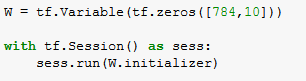 W = tf.Variable(tf.zeros([784,10]))
with tf.Session() as sess:
    sess.run(W.initializer)